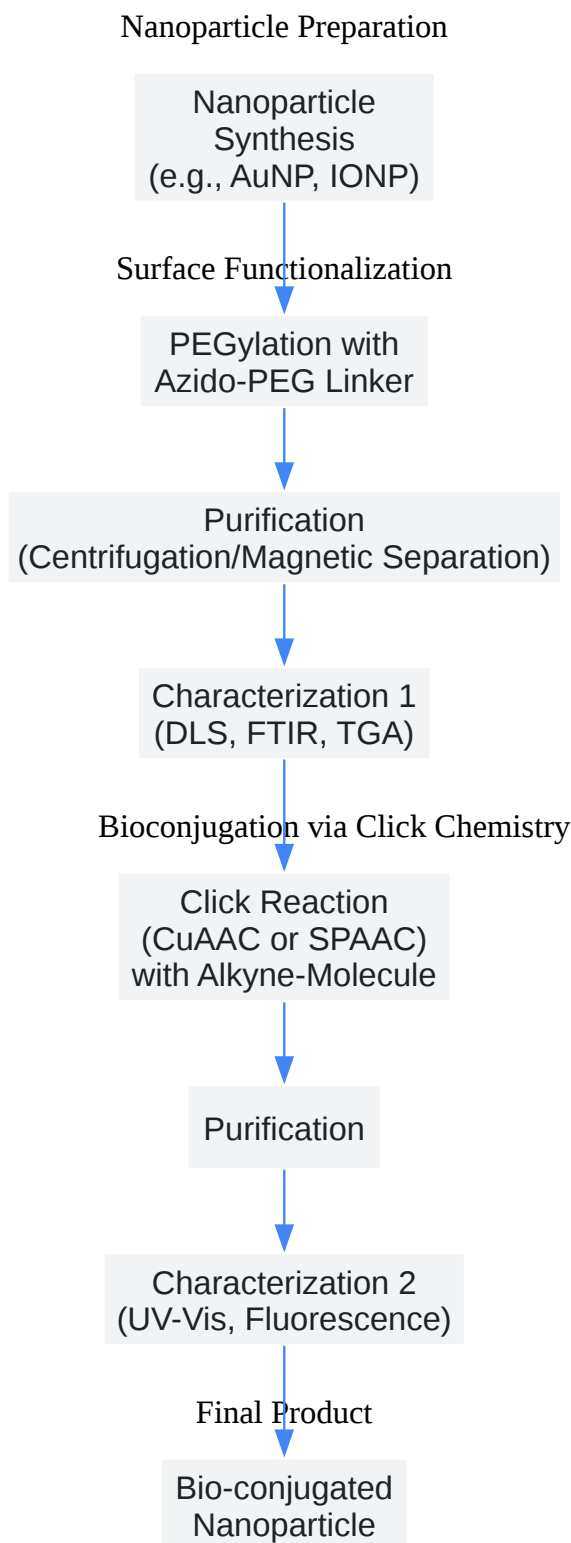 Nanoparticle Preparation
Nanoparticle
Synthesis
(e.g., AuNP, IONP)
Surface Functionalization
PEGylation with
Azido-PEG Linker
Purification
(Centrifugation/Magnetic Separation)
Characterization 1
(DLS, FTIR, TGA)
Bioconjugation via Click Chemistry
Click Reaction
(CuAAC or SPAAC)
with Alkyne-Molecule
Purification
Characterization 2
(UV-Vis, Fluorescence)
Final Product
Bio-conjugated
Nanoparticle